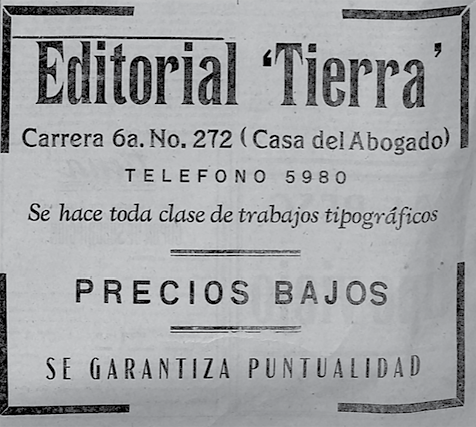 Editorial 'Tierra'
Carrera 6a. No. 272 (Casa del Abogado)
TELEFONO 5980
Se hace toda clase de trabajos tipográficos
PRECIOS BAJOS
SE GARANTIZA PUNTUALIDAD